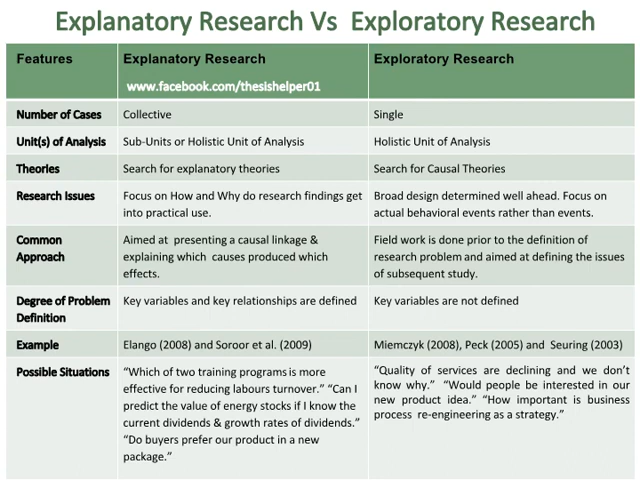 Explanatory Research Vs Exploratory Research
Features
Explanatory Research
www.facebook.com/thesishelper01
Exploratory Research
Number of Cases
Collective
Single
Unit(s) of Analysis
Sub-Units or Holistic Unit of Analysis
Holistic Unit of Analysis
Theories
Search for explanatory theories
Search for Causal Theories
Research Issues
Focus on How and Why do research findings get
into practical use.
Broad design determined well ahead. Focus on
actual behavioral events rather than events.
Common
Approach
Aimed at presenting a causal linkage &
explaining which causes produced which
effects.
Field work is done prior to the definition of
research problem and aimed at defining the issues
of subsequent study.
Degree of Problem
Definition
Key variables and key relationships are defined
Key variables are not defined
Example
Elango (2008) and Soroor et al. (2009)
Miemczyk (2008), Peck (2005) and Seuring (2003)
Possible Situations
“Which of two training programs is more
effective for reducing labours turnover.” “Can I
predict the value of energy stocks if I know the
current dividends & growth rates of dividends.”
“Do buyers prefer our product in a new
package.”
“Quality of services are declining and we don’t
know why.” “Would people be interested in our
new product idea.” “How important is business
process re-engineering as a strategy.”